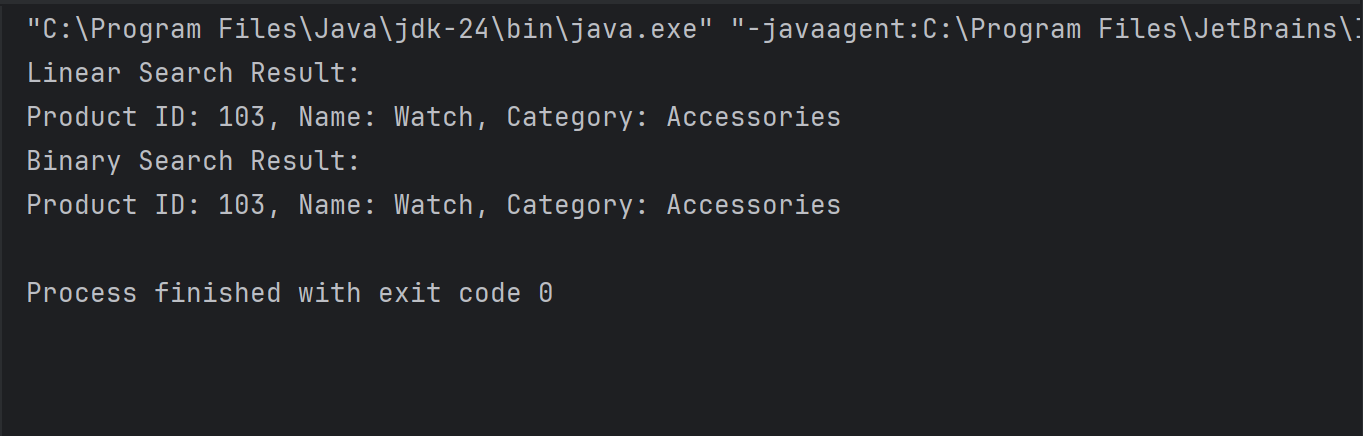 "C:\Program Files\Java\jdk-24\bin\java.exe" "-javaagent:C:\Program Files\JetBrains\
Linear Search Result:
Product ID: 103, Name: Watch, Category: Accessories
Binary Search Result:
Product ID: 103, Name: Watch, Category: Accessories
Process finished with exit code 0